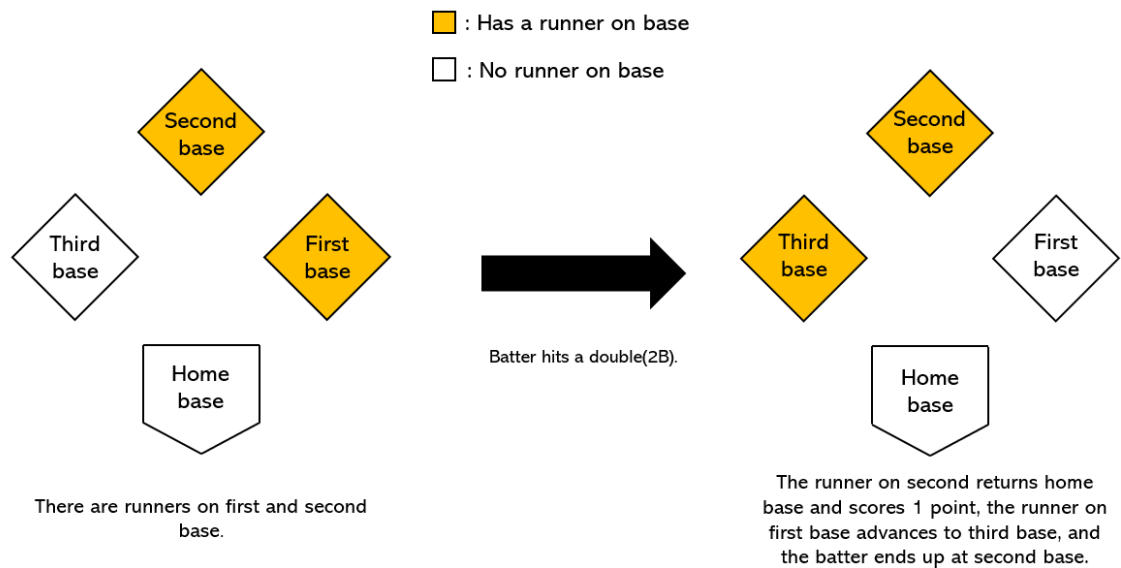 : Has a runner on base
: No runner on base
Second
base
Third
base
First
base
Home
base
There are runners on first and second
base.
Batter hits a double(2B).
Second
base
Third
base
First
base
Home
base
The runner on second returns home
base and scores 1 point, the runner on
first base advances to third base, and
the batter ends up at second base.